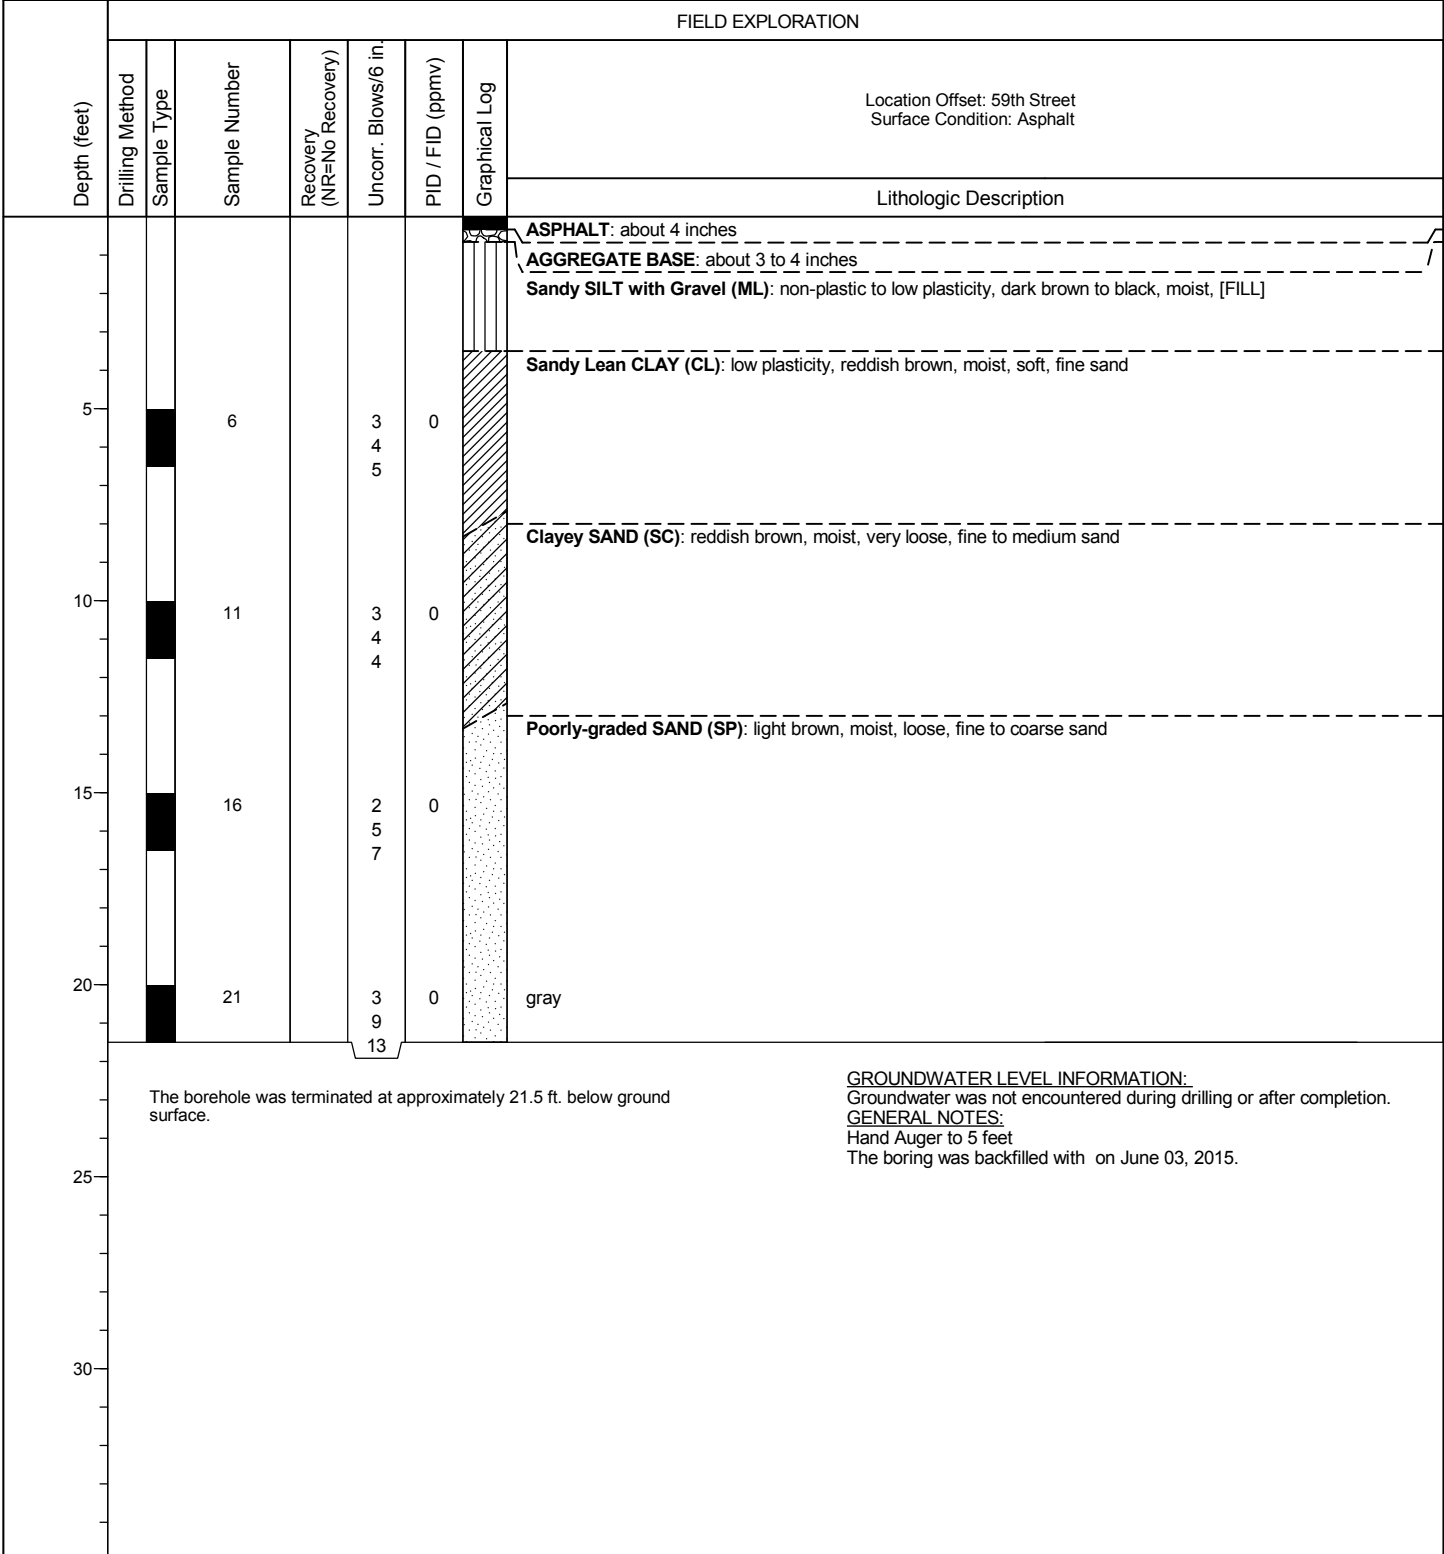 FIELD EXPLORATION
Depth (feet)
Drilling Method
Sample Type
Sample Number
Recovery
(NR=No Recovery)
Uncorr. Blows/6 in.
PID / FID (ppmv)
Graphical Log
Location Offset: 59th Street
Surface Condition: Asphalt
Lithologic Description
ASPHALT: about 4 inches
AGGREGATE BASE: about 3 to 4 inches
Sandy SILT with Gravel (ML): non-plastic to low plasticity, dark brown to black, moist, [FILL]
Sandy Lean CLAY (CL): low plasticity, reddish brown, moist, soft, fine sand
5 6 3 0
4
5
Clayey SAND (SC): reddish brown, moist, very loose, fine to medium sand
10 11 3 0
4
4
Poorly-graded SAND (SP): light brown, moist, loose, fine to coarse sand
15 16 2 0
5
7
20 21 3 0 gray
9
13
The borehole was terminated at approximately 21.5 ft. below ground
surface.
GROUNDWATER LEVEL INFORMATION:
Groundwater was not encountered during drilling or after completion.
GENERAL NOTES:
Hand Auger to 5 feet
The boring was backfilled with  on June 03, 2015.
25
30